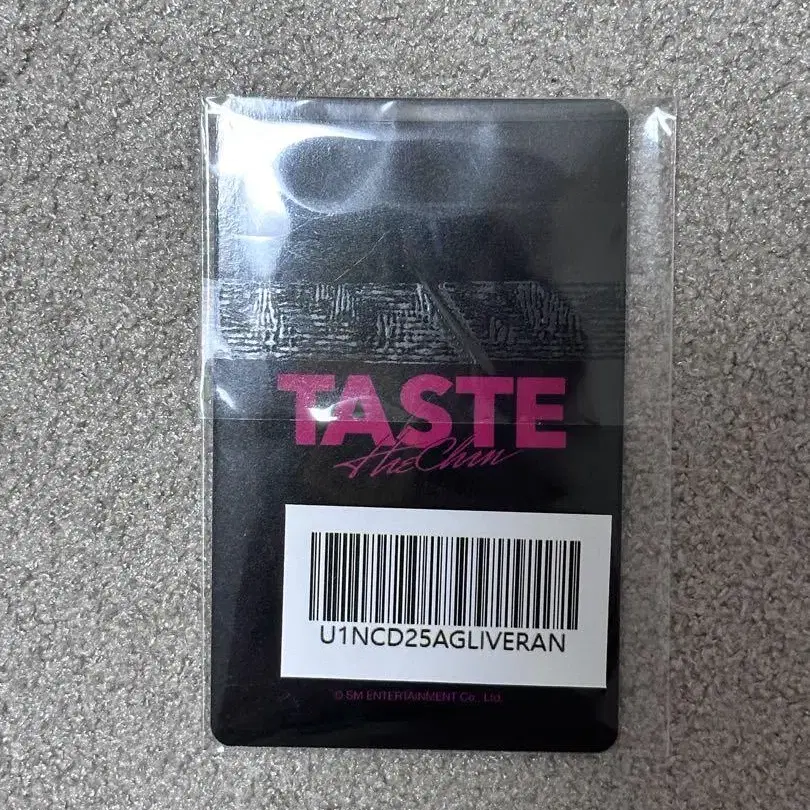 TASTE
HaeChan
U1NCD25AGLIVERAN
© SM ENTERTAINMENT Co., Ltd.